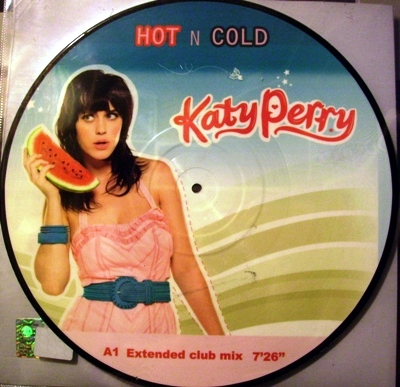 HOT N COLD
Katy Perry
A1 Extended club mix 7'26"